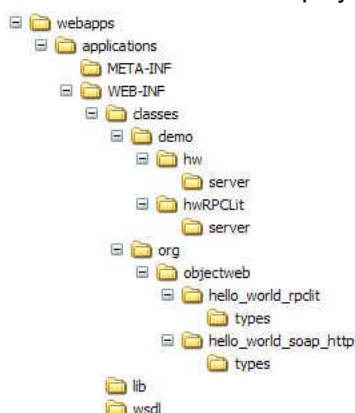 webapps
applications
META-INF
WEB-INF
classes
demo
hw
server
hwRPCLit
server
org
objectweb
hello_world_rpclit
types
hello_world_soap_http
types
lib
wsdl